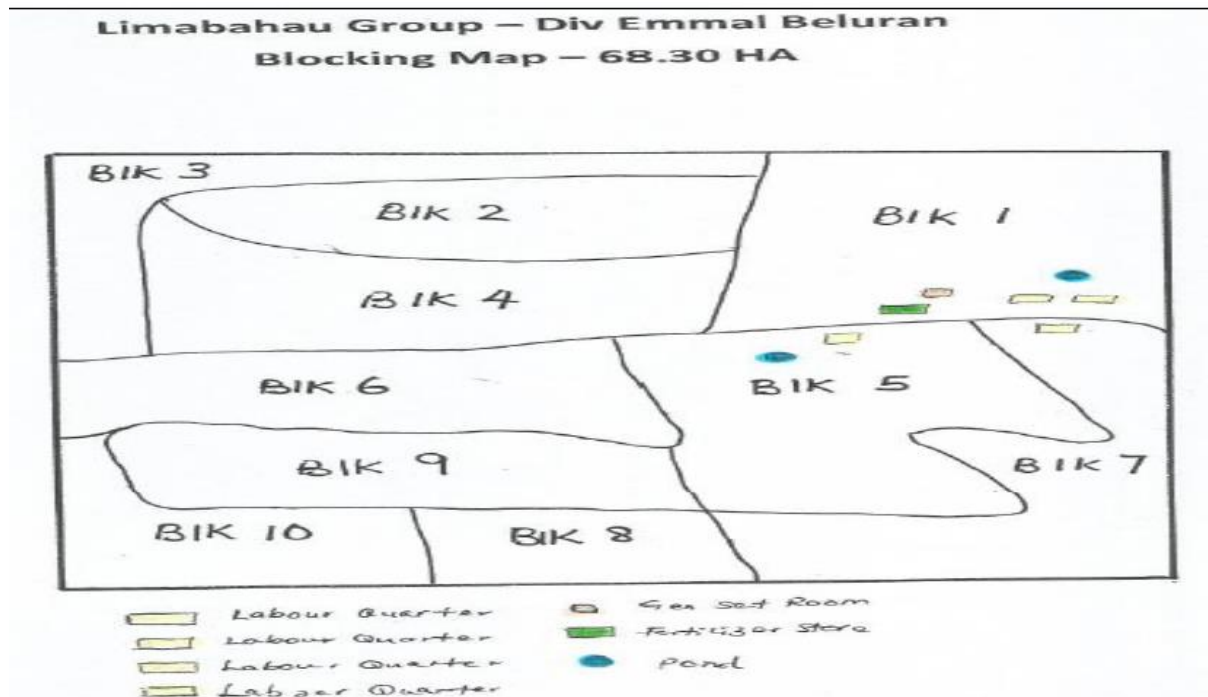 Limabahau Group – Div Emmal Beluran
Blocking Map – 68.30 HA
BIK 3
BIK 2
BIK 1
BIK 4
BIK 6
BIK 5
BIK 9
BIK 7
BIK 10
BIK 8
Labour Quarter
Gen Set Room
Labour Quarter
Fertilizer Store
Labour Quarter
Pond
Labour Quarter